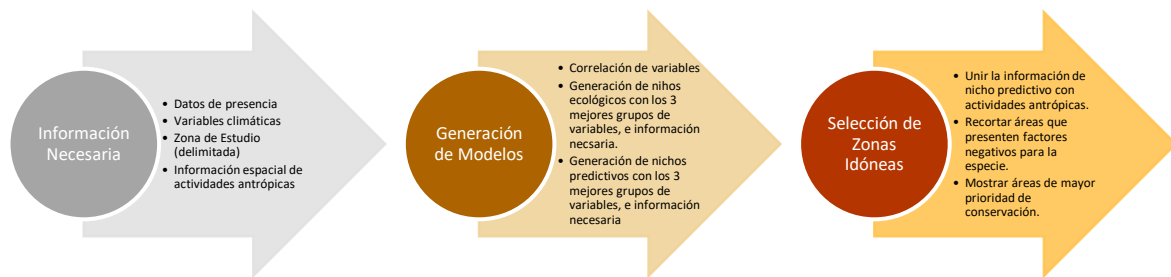 Información
Necesaria
• Datos de presencia
• Variables climáticas
• Zona de Estudio
(delimitada)
• Información espacial de
actividades antrópicas
Generación
de Modelos
• Correlación de variables
• Generación de nihos
ecológicos con los 3
mejores grupos de
variables, e información
necsaria.
• Generación de nichos
predictivos con los 3
mejores grupos de
variables, e información
necesaria
Selección de
Zonas
Idóneas
• Unir la información de
nicho predictivo con
actividades antrópicas.
• Recortar áreas que
presenten factores
negativos para la
especie.
• Mostrar áreas de mayor
prioridad de
conservación.